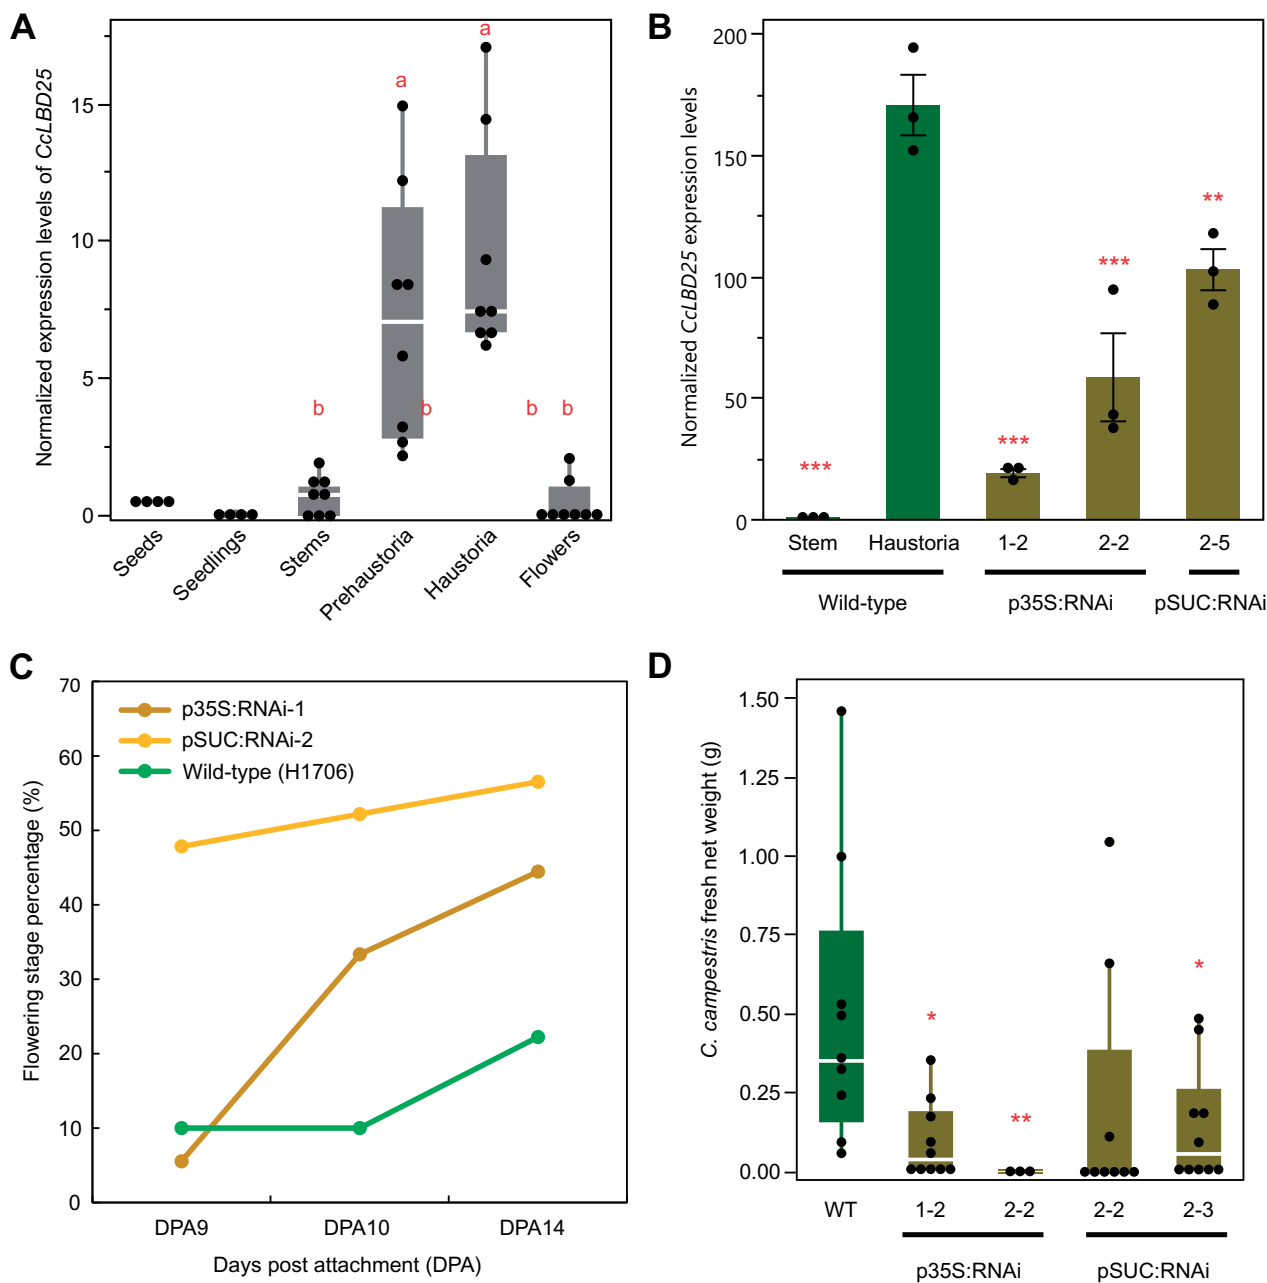 A
Normalized expression levels of CcLBD25
15
10
5
0
a
a
b
b
b
b
Seeds
Seedlings
Stems
Prehaustoria
Haustoria
Flowers
B
Normalized CcLBD25 expression levels
200
150
100
50
0
***
***
***
**
Stem
Haustoria
1-2
2-2
2-5
Wild-type
p35S:RNAi
pSUC:RNAi
C
Flowering stage percentage (%)
70
60
50
40
30
20
10
0
p35S:RNAi-1
pSUC:RNAi-2
Wild-type (H1706)
DPA9
DPA10
DPA14
Days post attachment (DPA)
D
C. campestris fresh net weight (g)
1.50
1.25
1.00
0.75
0.50
0.25
0.00
*
**
*
WT
1-2
2-2
2-2
2-3
p35S:RNAi
pSUC:RNAi